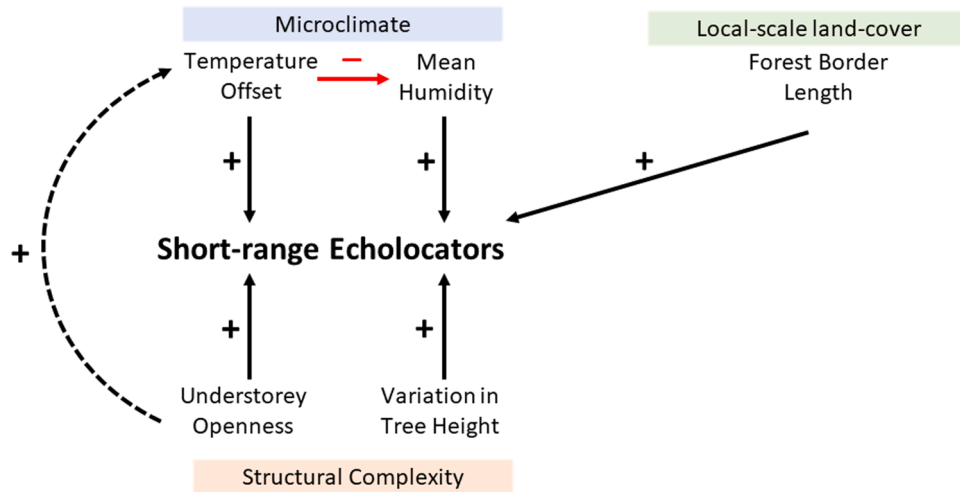 Microclimate
Local-scale land-cover
Temperature
Offset
−
Mean
Humidity
Forest Border
Length
+
+
+
Short-range Echolocators
+
+
+
Understorey
Openness
Variation in
Tree Height
Structural Complexity